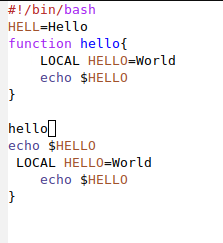 #!/bin/bash
HELL=Hello
function hello{
    LOCAL HELLO=World
    echo $HELLO
}

hello
echo $HELLO
 LOCAL HELLO=World
    echo $HELLO
}